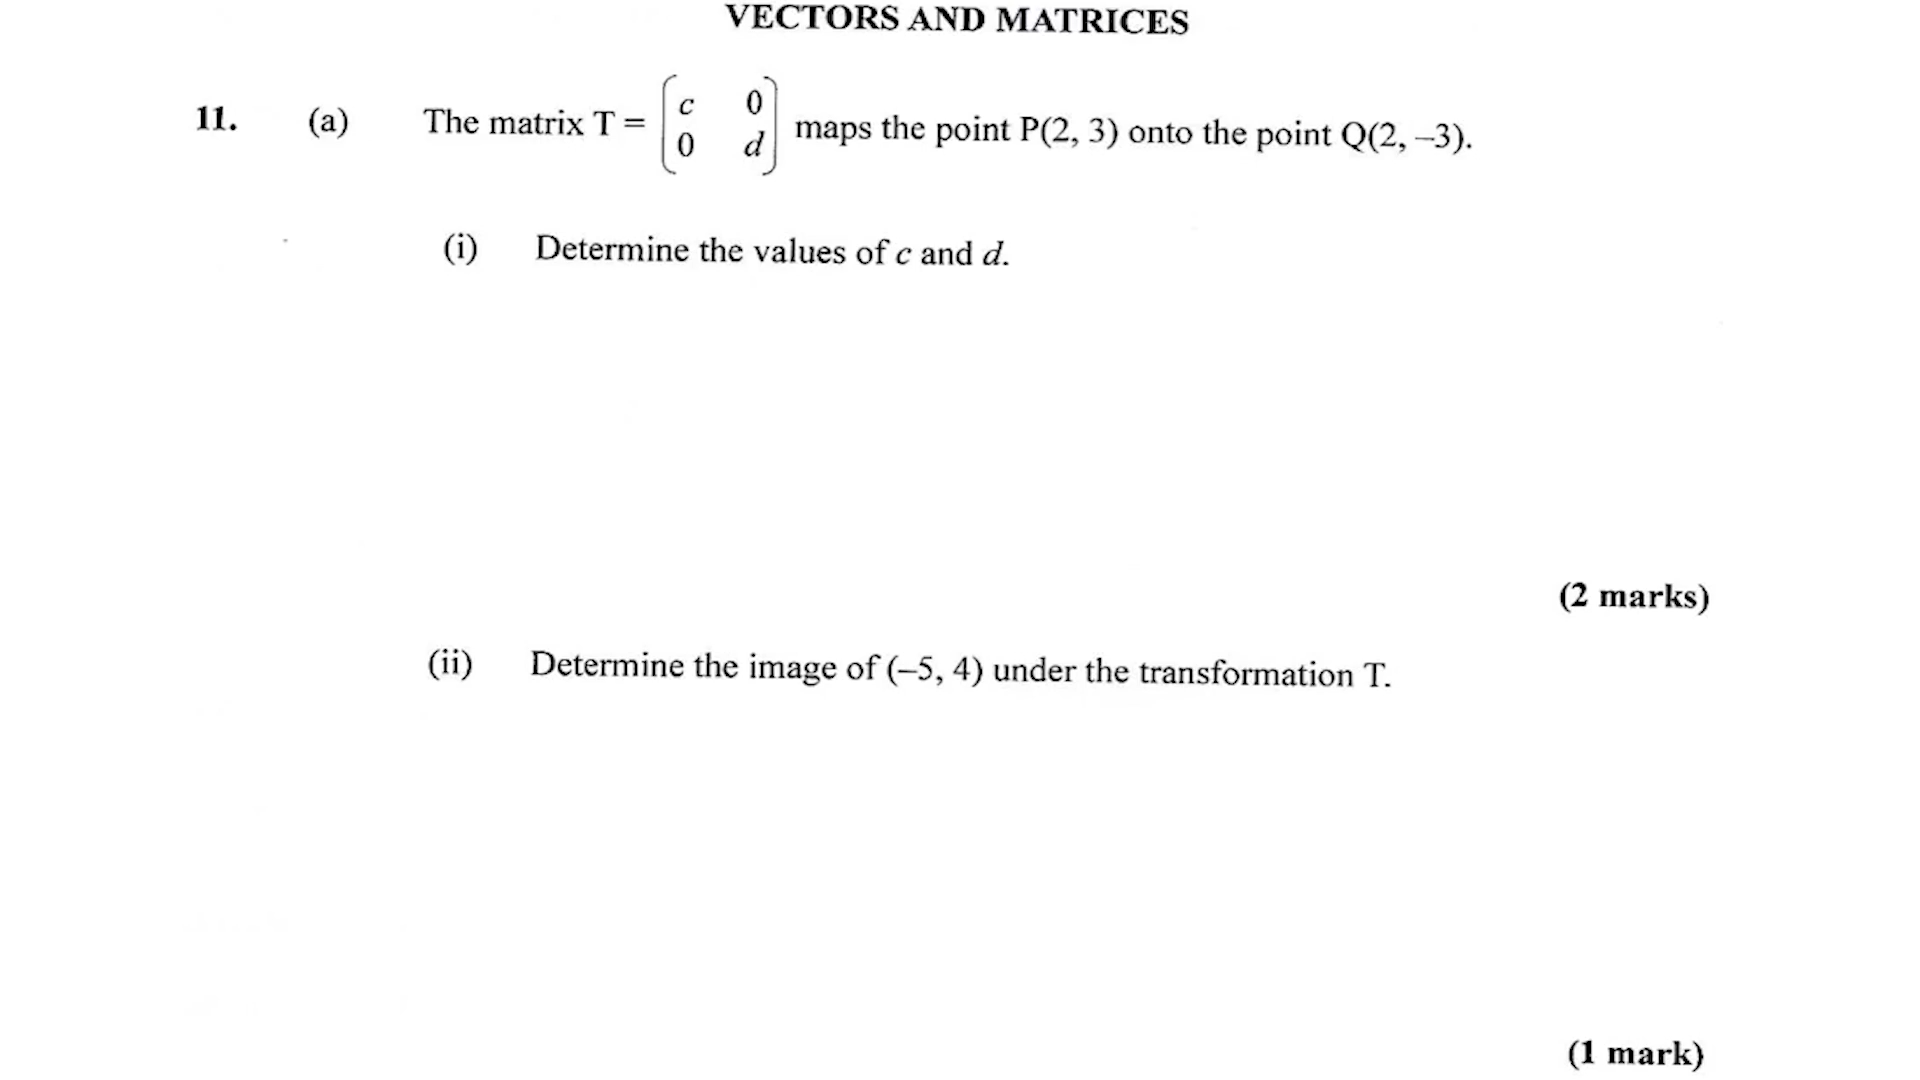 VECTORS AND MATRICES
11. (a) The matrix T = ( c 0 ; 0 d ) maps the point P(2, 3) onto the point Q(2, –3).
(i) Determine the values of c and d.
(2 marks)
(ii) Determine the image of (–5, 4) under the transformation T.
(1 mark)